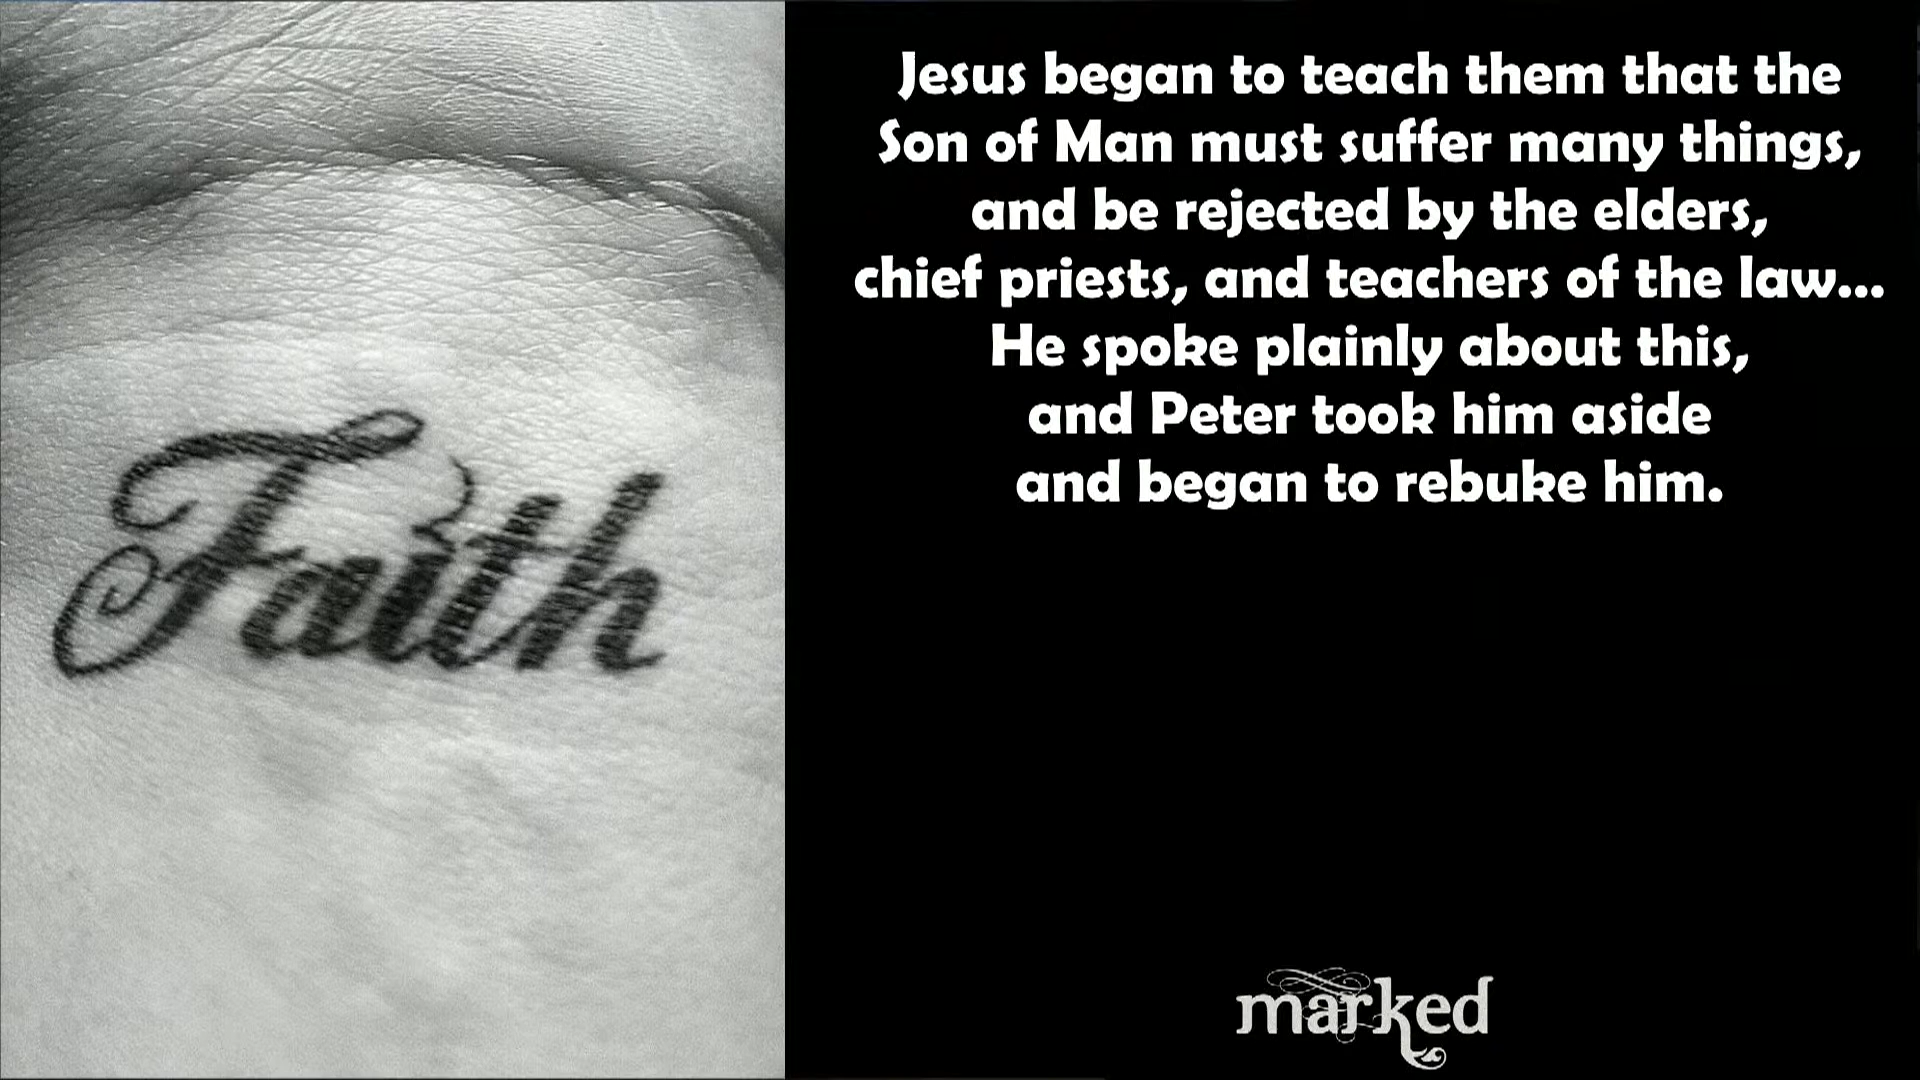 Faith
Jesus began to teach them that the
Son of Man must suffer many things,
and be rejected by the elders,
chief priests, and teachers of the law...
He spoke plainly about this,
and Peter took him aside
and began to rebuke him.
marked